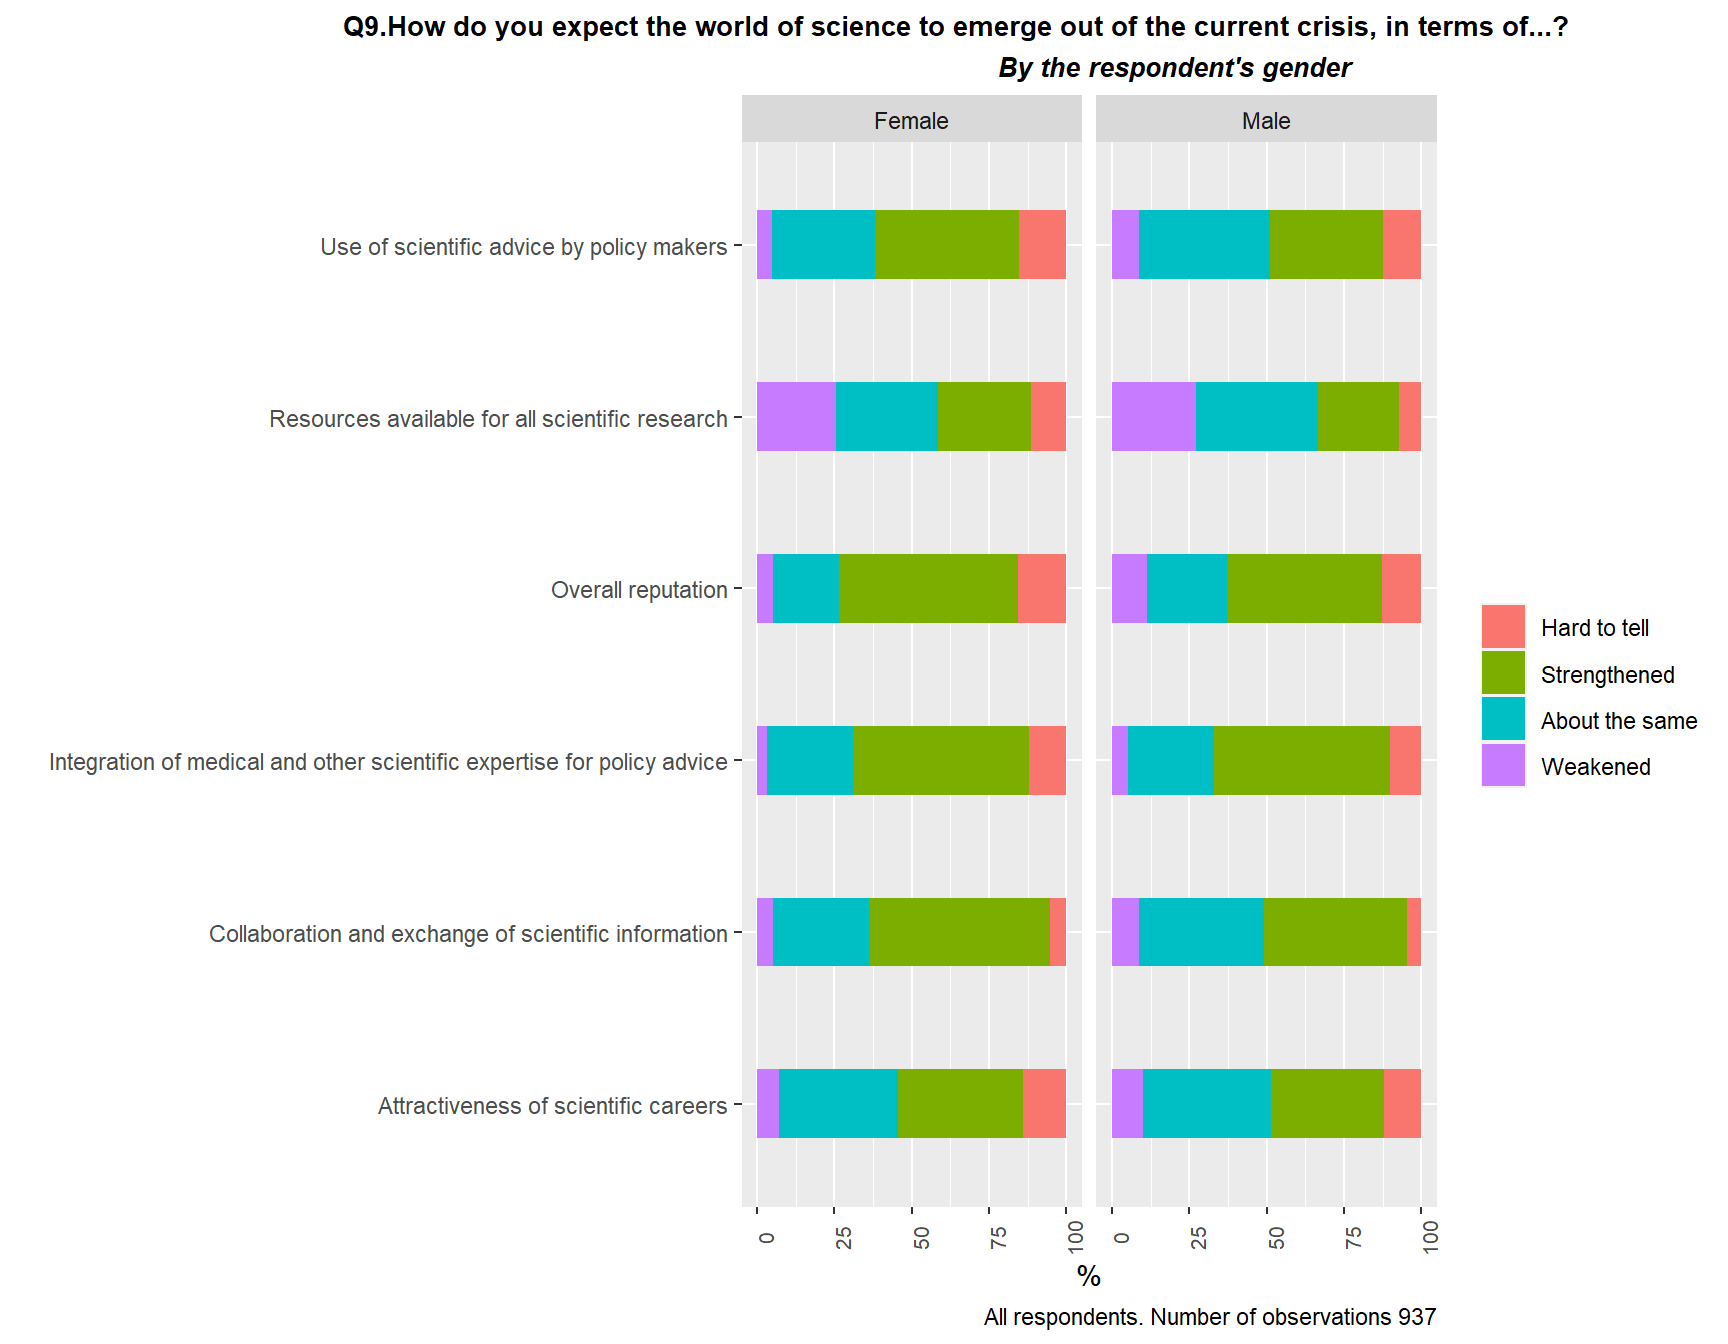 Q9.How do you expect the world of science to emerge out of the current crisis, in terms of...?
By the respondent's gender
Female
Male
Use of scientific advice by policy makers
Resources available for all scientific research
Overall reputation
Integration of medical and other scientific expertise for policy advice
Collaboration and exchange of scientific information
Attractiveness of scientific careers
Hard to tell
Strengthened
About the same
Weakened
0 25 50 75 100 0 25 50 75 100
%
All respondents. Number of observations 937